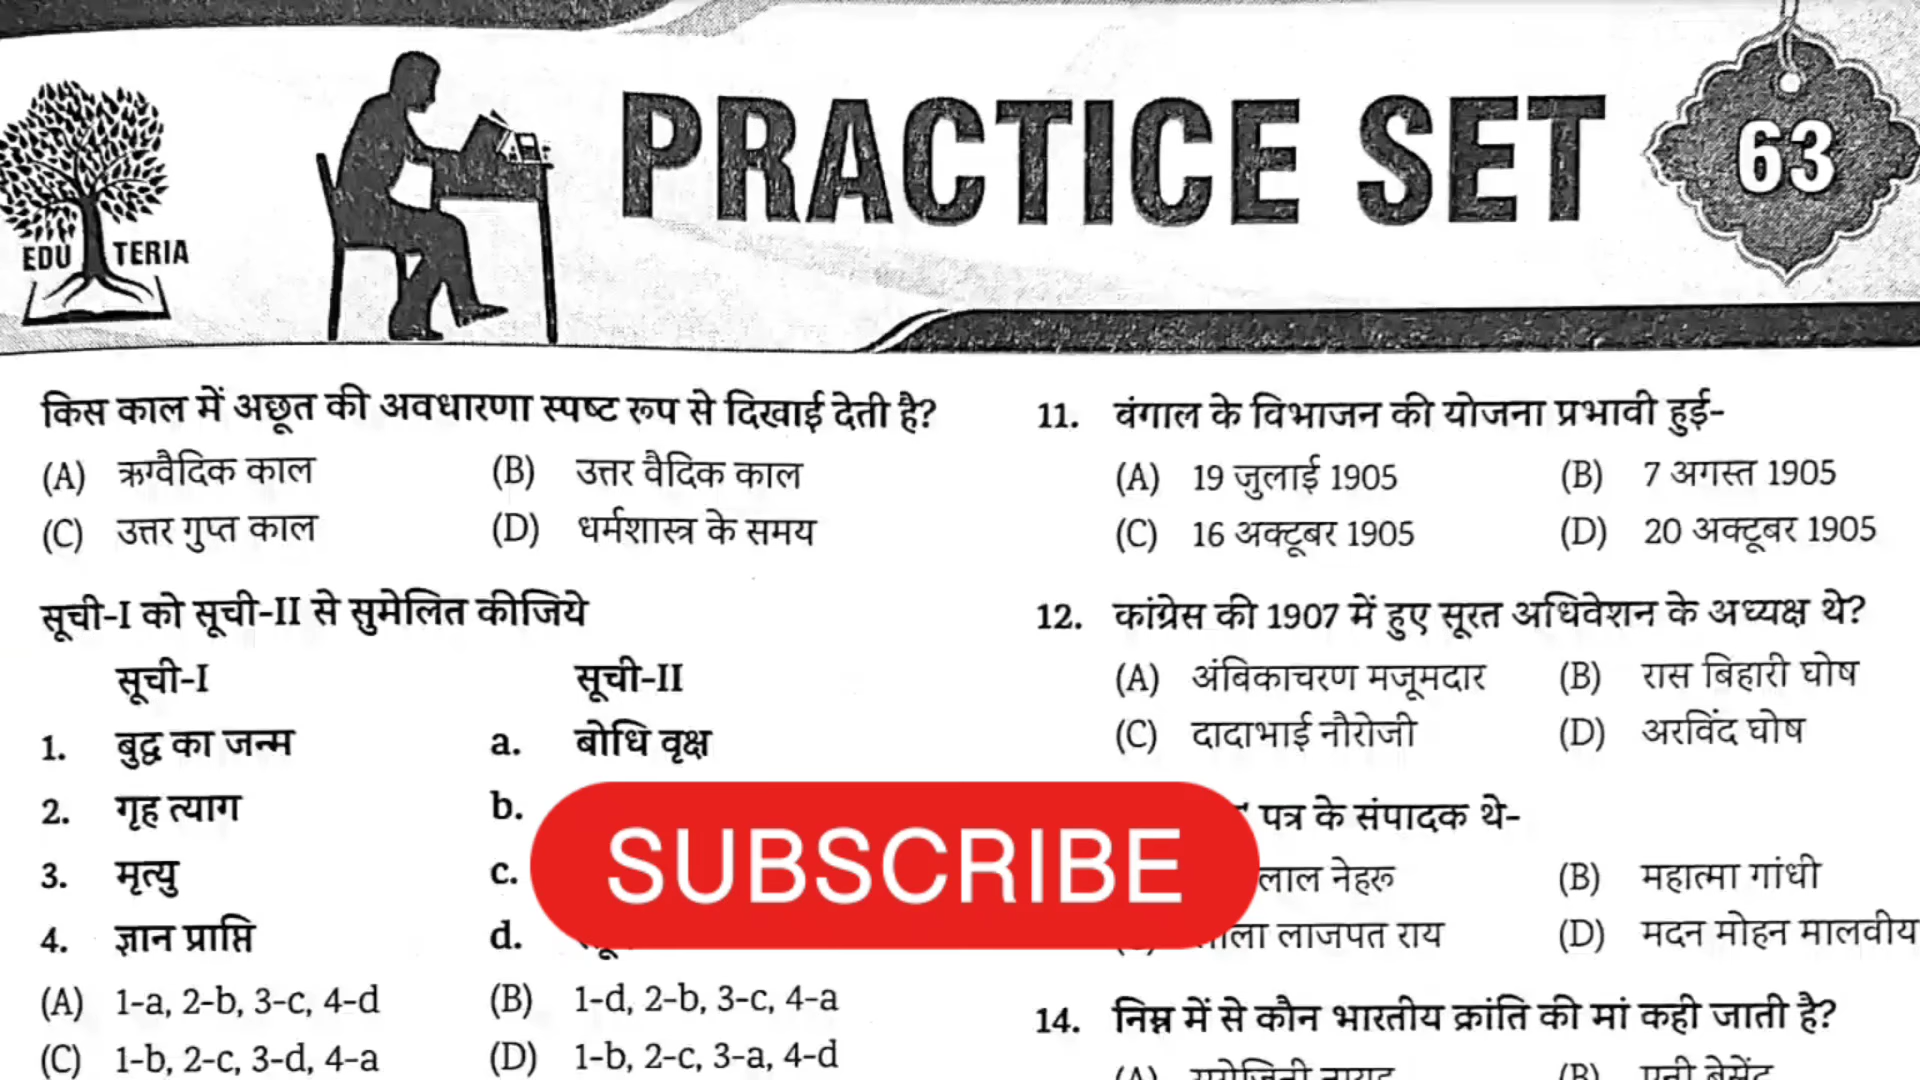 EDU TERIA
PRACTICE SET
63
किस काल में अछूत की अवधारणा स्पष्ट रूप से दिखाई देती है?
(A) ऋग्वैदिक काल (B) उत्तर वैदिक काल
(C) उत्तर गुप्त काल (D) धर्मशास्त्र के समय
सूची-I को सूची-II से सुमेलित कीजिये
सूची-I सूची-II
1. बुद्ध का जन्म a. बोधि वृक्ष
2. गृह त्याग b.
3. मृत्यु c.
4. ज्ञान प्राप्ति d.
(A) 1-a, 2-b, 3-c, 4-d (B) 1-d, 2-b, 3-c, 4-a
(C) 1-b, 2-c, 3-d, 4-a (D) 1-b, 2-c, 3-a, 4-d
SUBSCRIBE
11. बंगाल के विभाजन की योजना प्रभावी हुई-
(A) 19 जुलाई 1905 (B) 7 अगस्त 1905
(C) 16 अक्टूबर 1905 (D) 20 अक्टूबर 1905
12. कांग्रेस की 1907 में हुए सूरत अधिवेशन के अध्यक्ष थे?
(A) अंबिकाचरण मजूमदार (B) रास बिहारी घोष
(C) दादाभाई नौरोजी (D) अरविंद घोष
पत्र के संपादक थे-
लाल नेहरू (B) महात्मा गांधी
लाजपत राय (D) मदन मोहन मालवीय
14. निम्न में से कौन भारतीय क्रांति की मां कही जाती है?